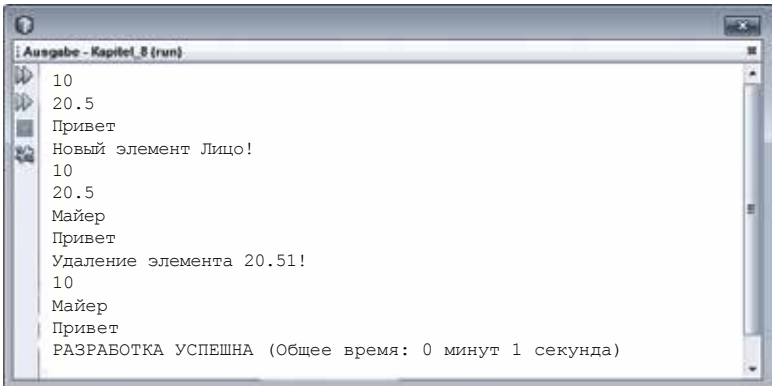 Ausgabe - Kapitel_8 (run)
10
20.5
Привет
Новый элемент Лицо!
10
20.5
Майер
Привет
Удаление элемента 20.51!
10
Майер
Привет
РАЗРАБОТКА УСПЕШНА (Общее время: 0 минут 1 секунда)